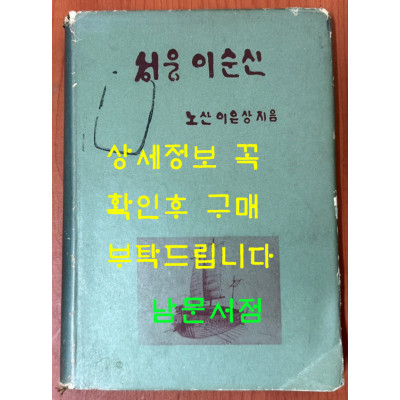 성웅 이순신
노산 이은상 지음
상세정보 꼭
확인후 구매
부탁드립니다
남문서점